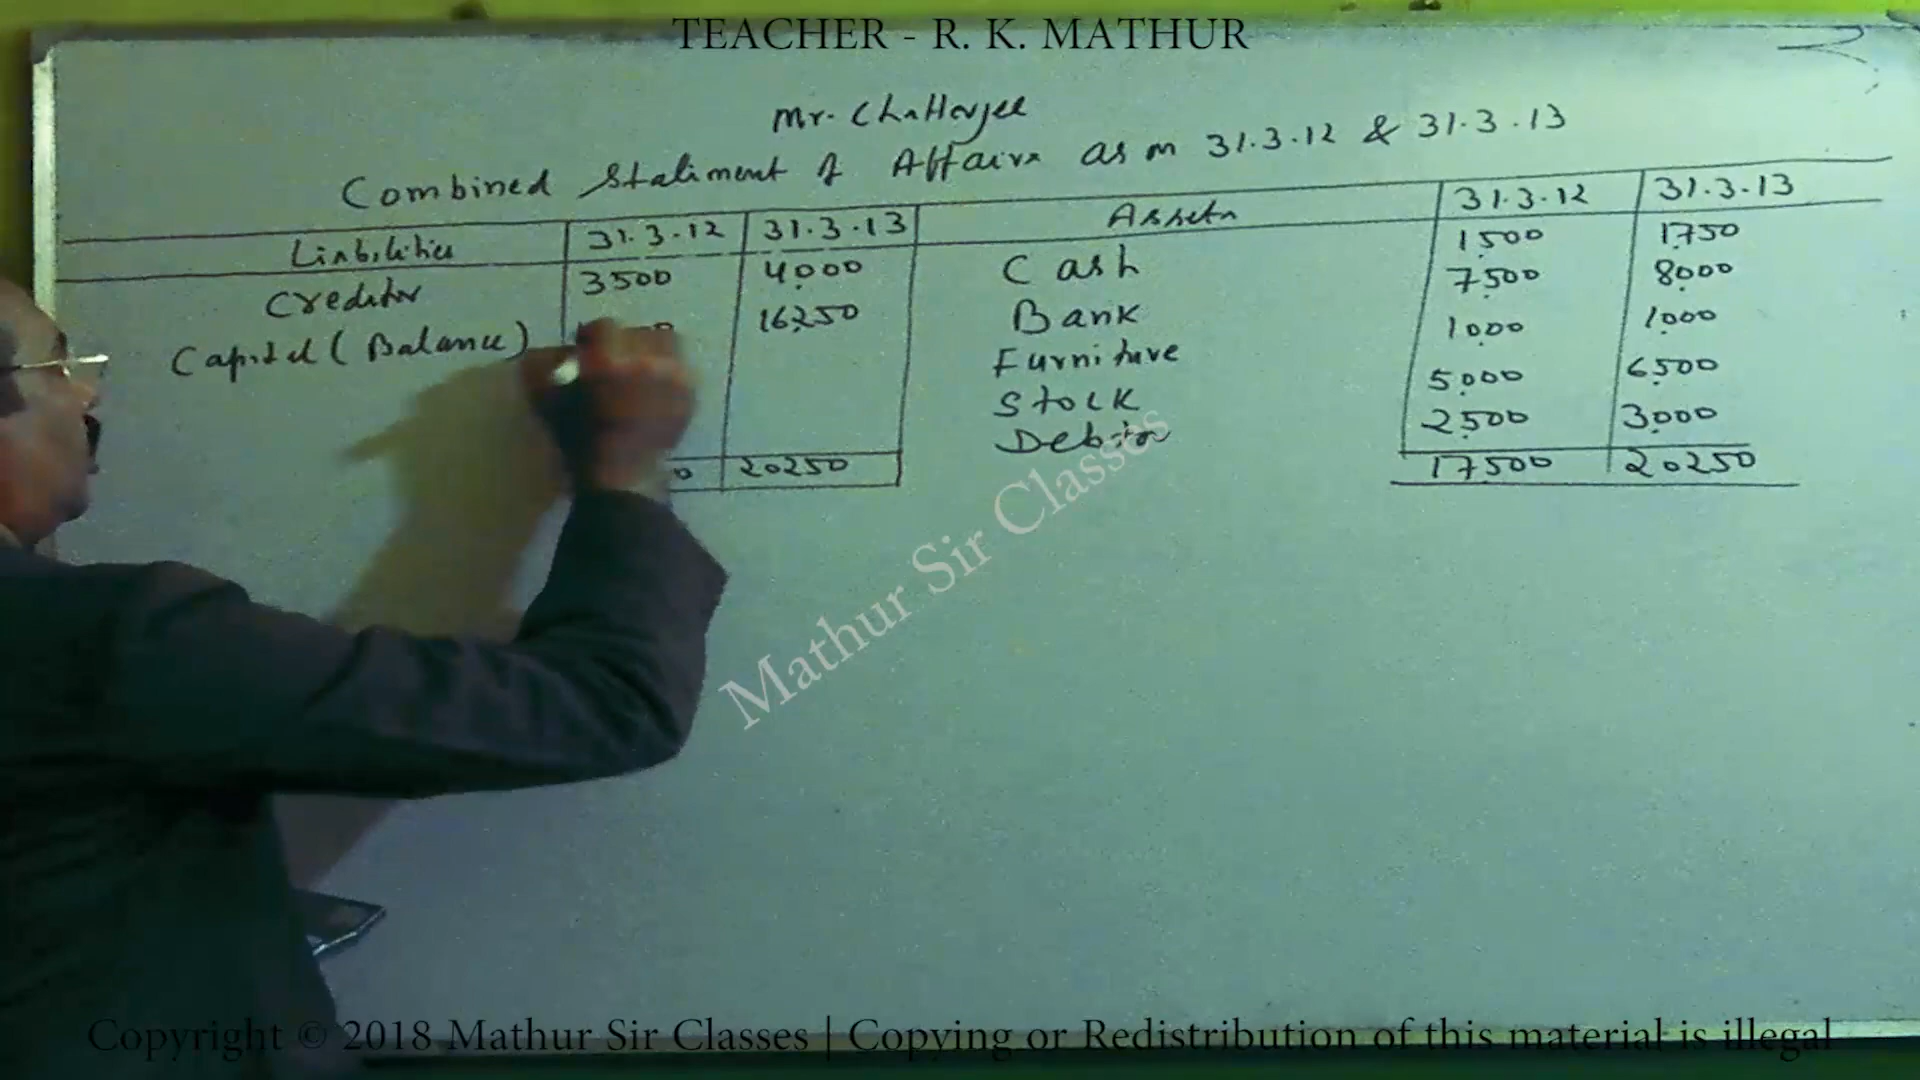 TEACHER - R. K. MATHUR
Mr. Chatterjee
Combined Statiment of Affairs as on 31.3.12 & 31.3.13
Liabilities 31.3.12 31.3.13 Assets 31.3.12 31.3.13
Creditor 3500 4000 Cash 1500 1750
Capital (Balance) 16250 Bank 7500 8000
Furniture 1000 1000
Stock 5000 6500
Debtor 2500 3000
20250 17500 20250
Mathur Sir Classes
Copyright © 2018 Mathur Sir Classes | Copying or Redistribution of this material is illegal